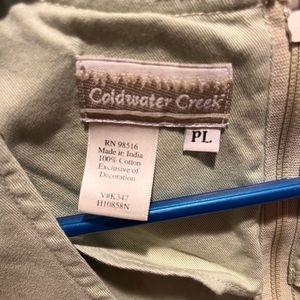 Coldwater Creek
PL
RN 98516
Made in India
100% Cotton
Exclusive of
Decoration
V#K347
H10858N